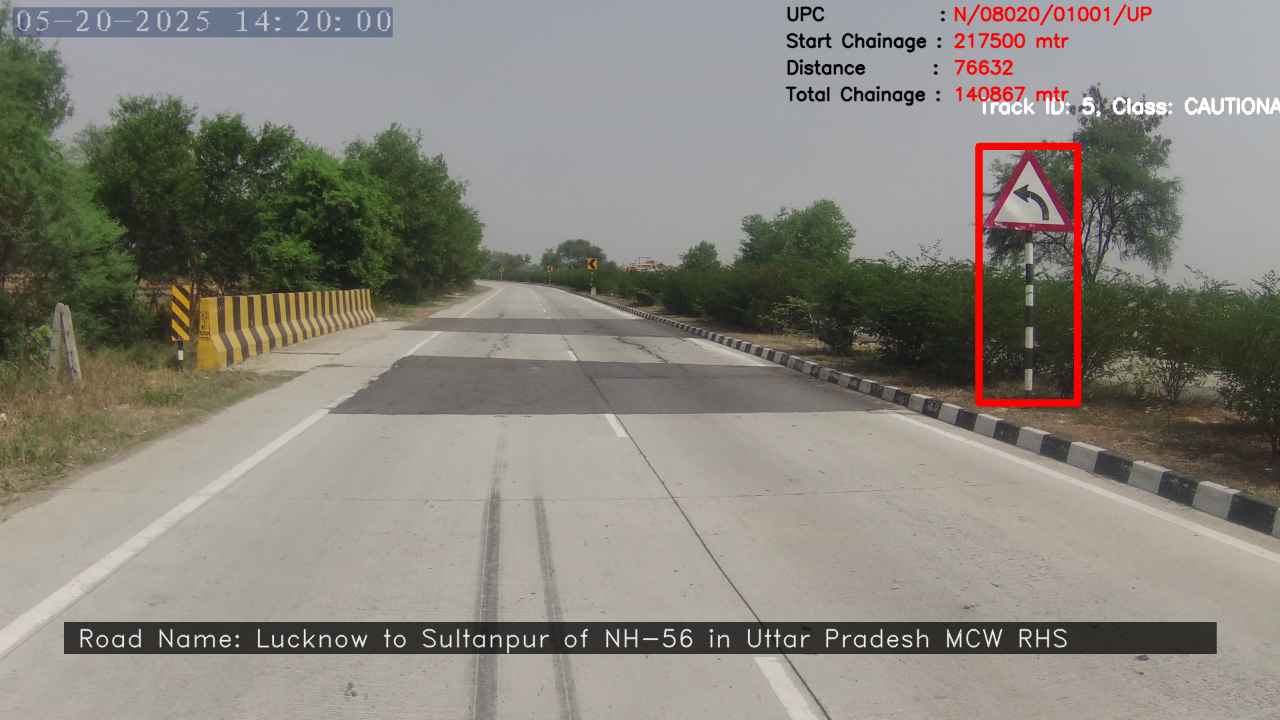 05-20-2025 14:20:00
UPC : N/08020/01001/UP
Start Chainage : 217500 mtr
Distance : 76632
Total Chainage : 140867 mtr
Track ID: 5, Class: CAUTIONA
Road Name: Lucknow to Sultanpur of NH-56 in Uttar Pradesh MCW RHS